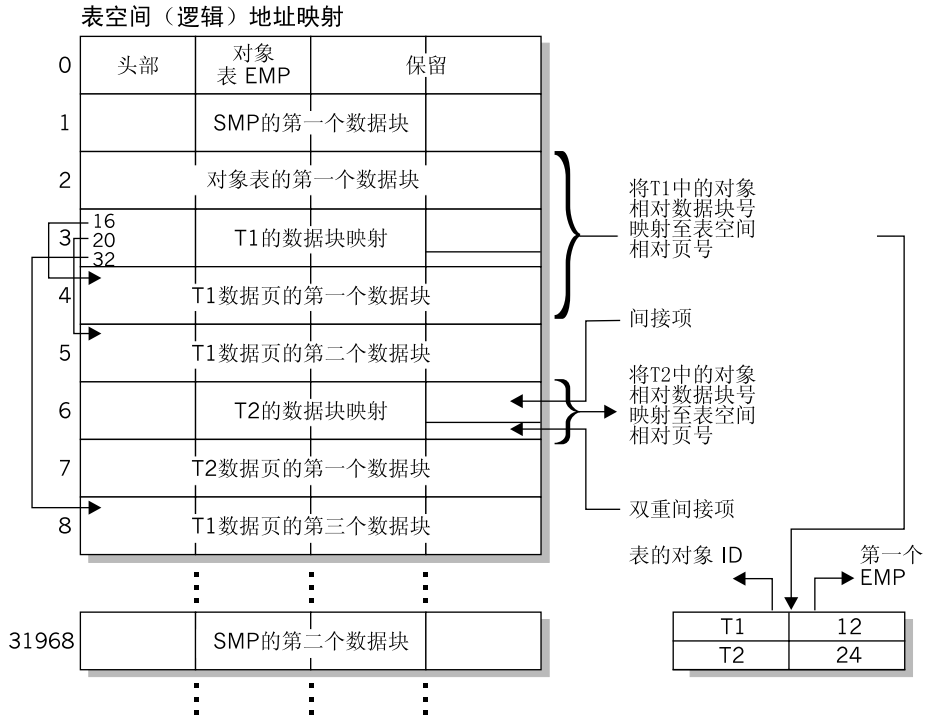 表空间（逻辑）地址映射
0
头部
对象
表 EMP
保留
1
SMP的第一个数据块
2
对象表的第一个数据块
3
16
20
32
T1的数据块映射
4
T1数据页的第一个数据块
5
T1数据页的第二个数据块
6
T2的数据块映射
7
T2数据页的第一个数据块
8
T1数据页的第三个数据块
31968
SMP的第二个数据块
将T1中的对象
相对数据块号
映射至表空间
相对页号
间接项
将T2中的对象
相对数据块号
映射至表空间
相对页号
双重间接项
表的对象 ID
第一个
EMP
T1
12
T2
24